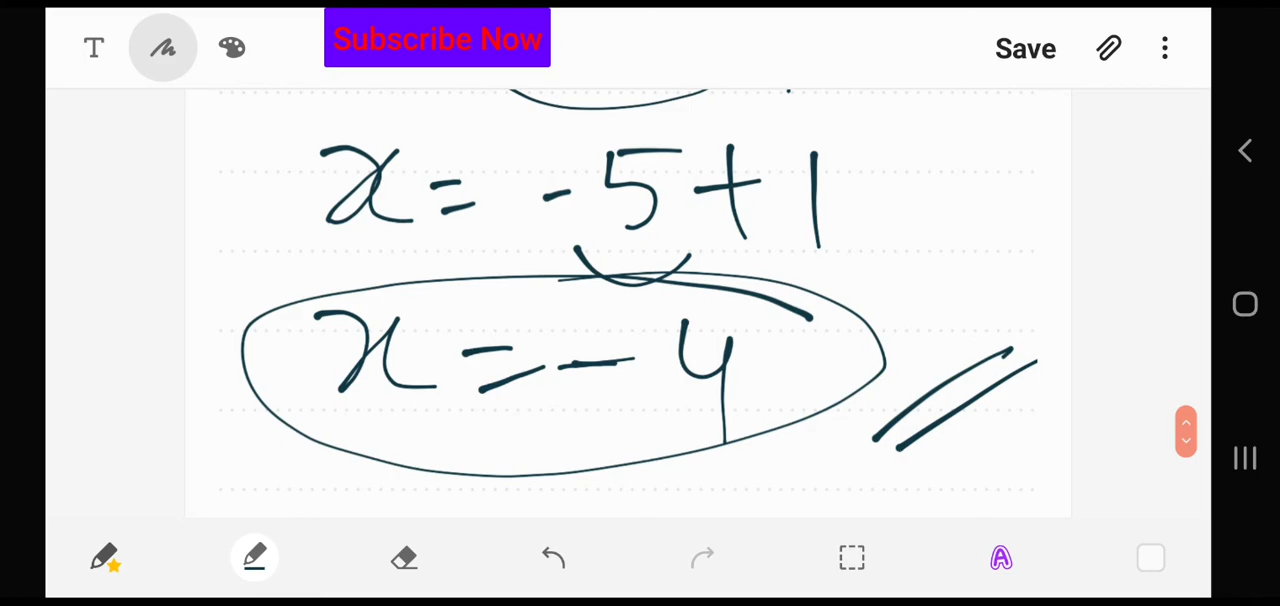 Subscribe Now
Save
x = -5+1
x = -4